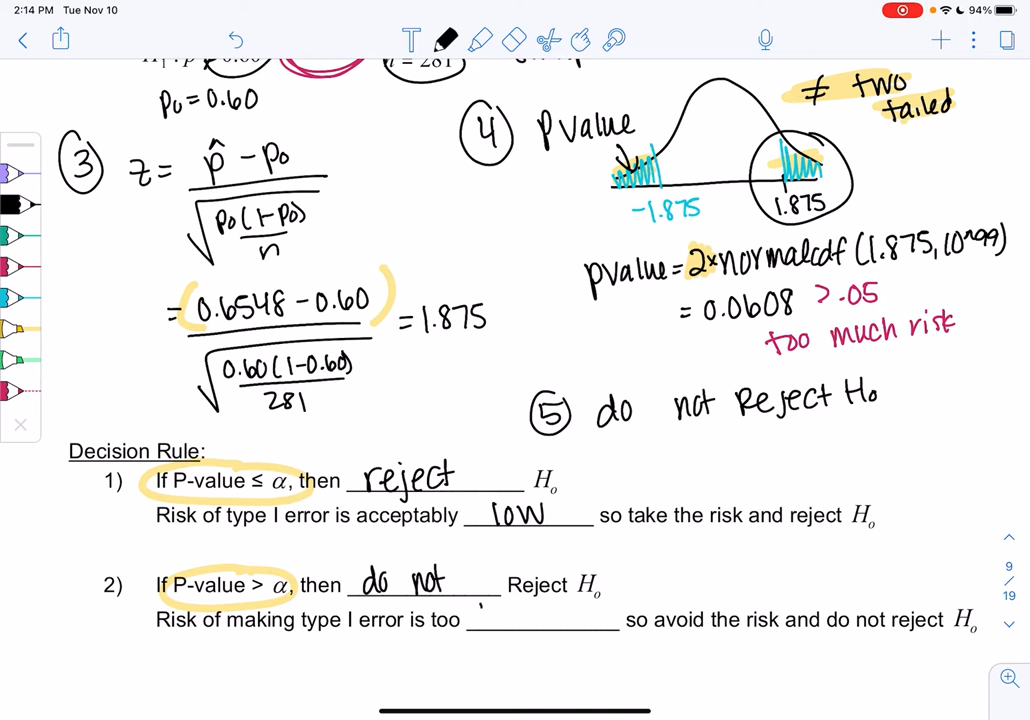 2:14 PM Tue Nov 10
94%
p₀ = 0.60
n = 281
③ z = p̂ - p₀
√ p₀(1-p₀)
n
= (0.6548 - 0.60) = 1.875
√ 0.60(1-0.60)
281
④ Pvalue
≠ two
tailed
-1.875
1.875
pvalue = 2×normalcdf(1.875, 10^99)
= 0.0608 > .05
too much risk
⑤ do not Reject H₀
Decision Rule:
1) If P-value ≤ α, then reject H₀
Risk of type I error is acceptably low so take the risk and reject H₀
2) If P-value > α, then do not Reject H₀
Risk of making type I error is too ____________ so avoid the risk and do not reject H₀
9
/
19